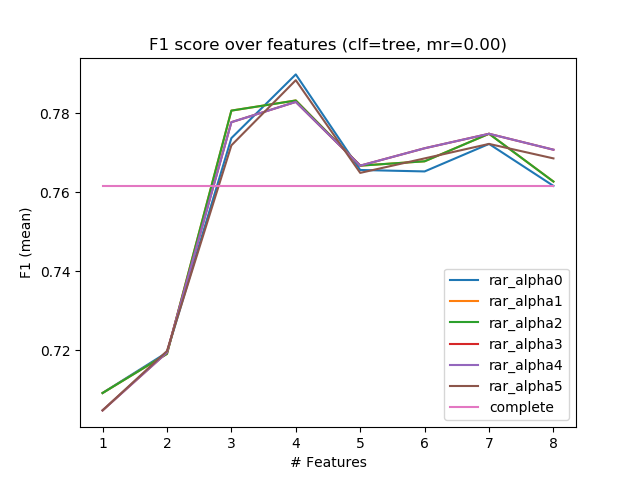 F1 score over features (clf=tree, mr=0.00)
F1 (mean)
0.78
0.76
0.74
0.72
1 2 3 4 5 6 7 8
# Features
rar_alpha0
rar_alpha1
rar_alpha2
rar_alpha3
rar_alpha4
rar_alpha5
complete